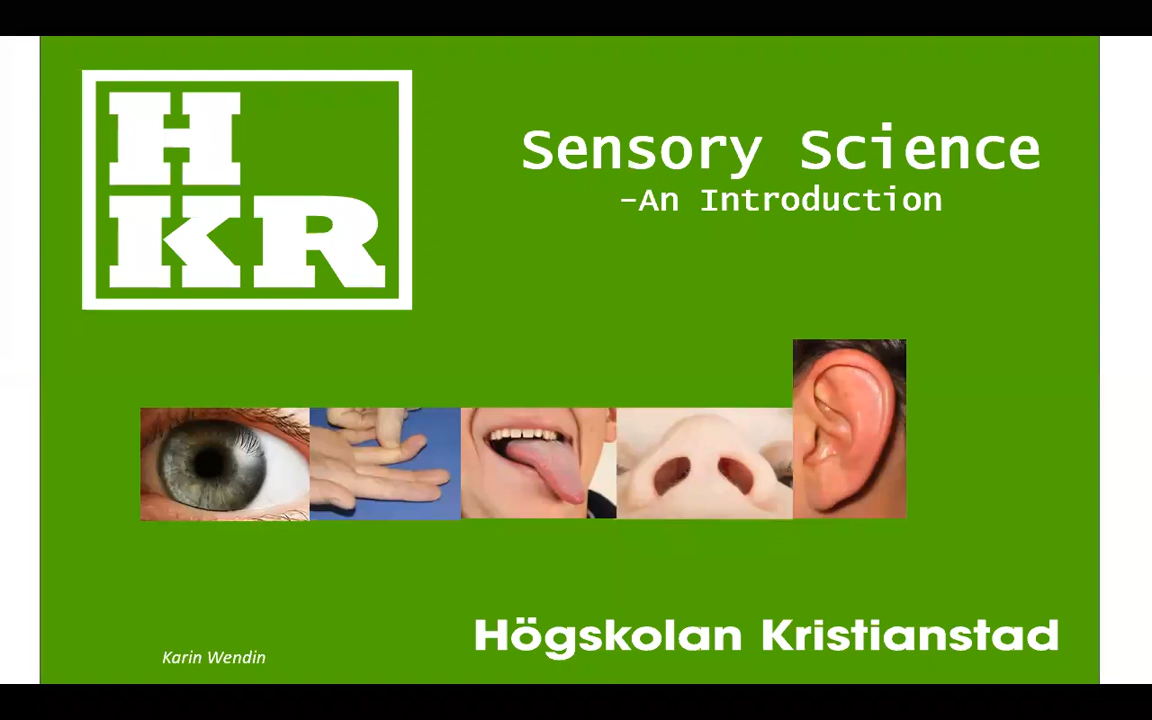 H
KR
Sensory Science
-An Introduction
Högskolan Kristianstad
Karin Wendin